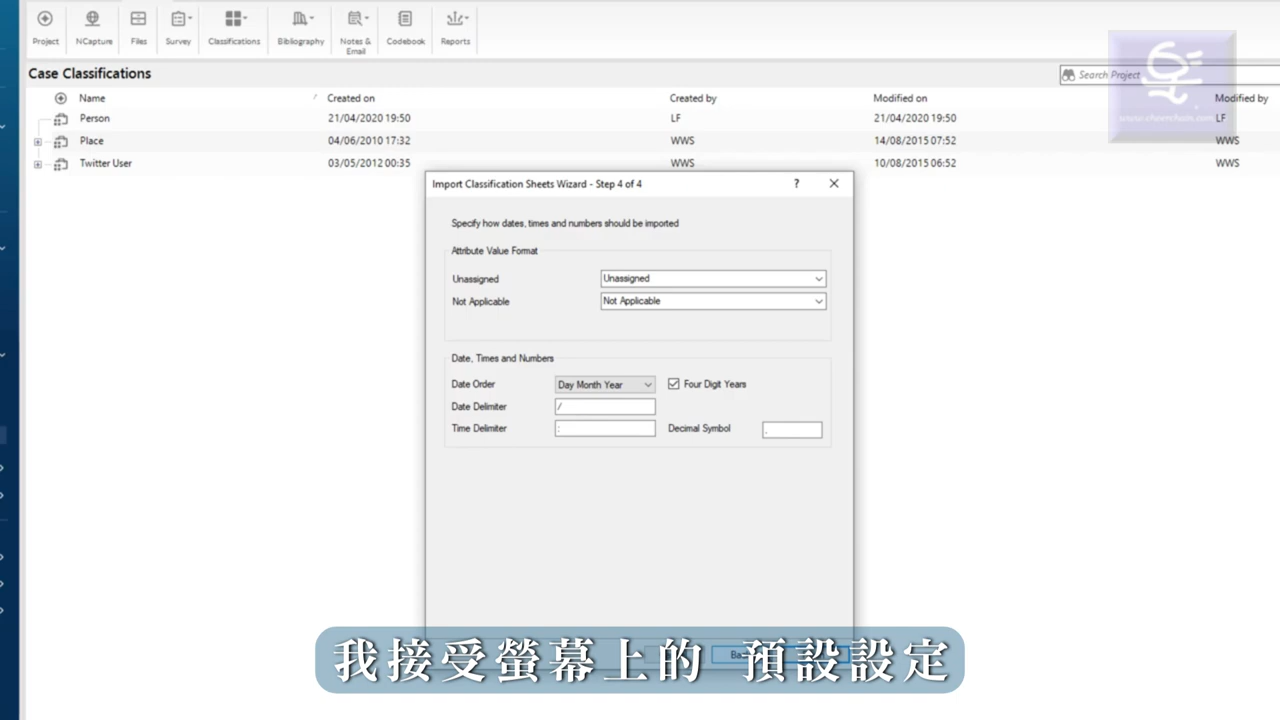 Project
NCapture
Files
Survey
Classifications
Bibliography
Notes &
Email
Codebook
Reports
Case Classifications
Search Project
Name Created on Created by Modified on Modified by
Person 21/04/2020 19:50 LF 21/04/2020 19:50 LF
Place 04/06/2010 17:32 WWS 14/08/2015 07:52 WWS
Twitter User 03/05/2012 00:35 WWS 10/08/2015 06:52 WWS
Import Classification Sheets Wizard - Step 4 of 4 ?
Specify how dates, times and numbers should be imported
Attribute Value Format
Unassigned Unassigned
Not Applicable Not Applicable
Date, Times and Numbers
Date Order Day Month Year Four Digit Years
Date Delimiter /
Time Delimiter : Decimal Symbol .
我接受螢幕上的 預設設定